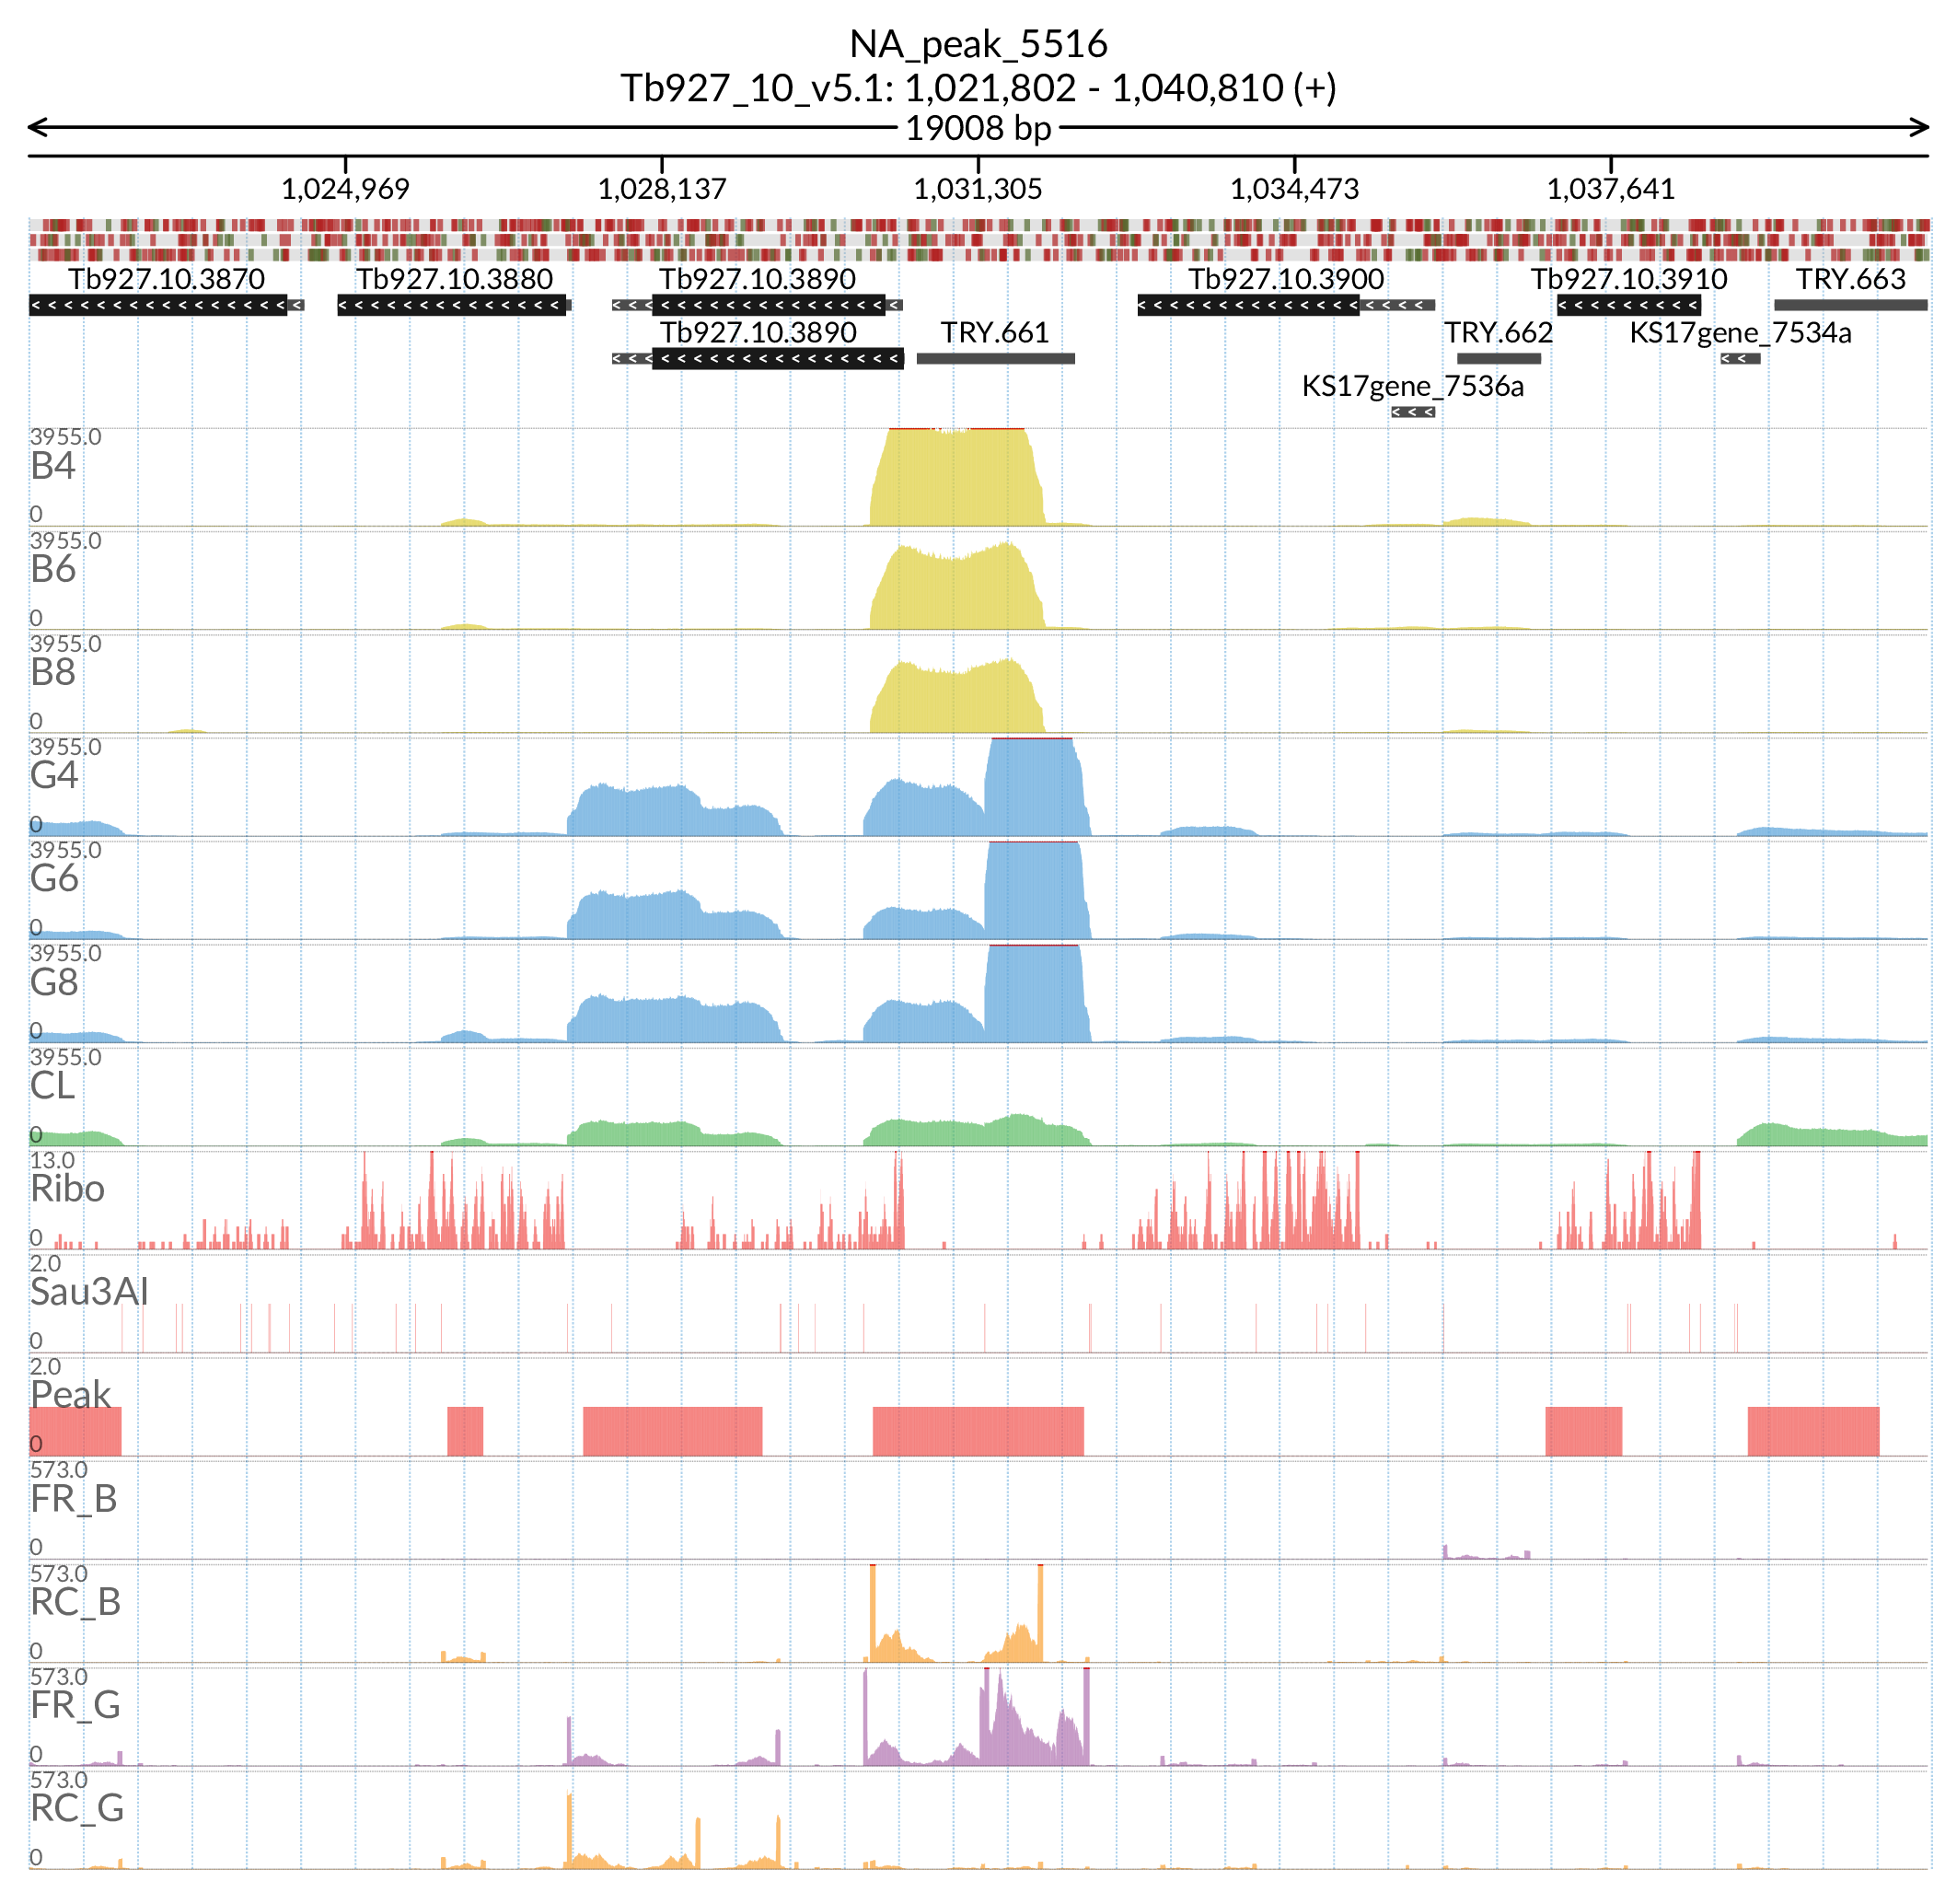 NA_peak_5516
Tb927_10_v5.1: 1,021,802 - 1,040,810 (+)
19008 bp
1,024,969 1,028,137 1,031,305 1,034,473 1,037,641
Tb927.10.3870 Tb927.10.3880 Tb927.10.3890 Tb927.10.3900 Tb927.10.3910 TRY.663
Tb927.10.3890 TRY.661 TRY.662 KS17gene_7534a
KS17gene_7536a
3955.0
B4
0
3955.0
B6
0
3955.0
B8
0
3955.0
G4
0
3955.0
G6
0
3955.0
G8
0
3955.0
CL
0
13.0
Ribo
0
2.0
Sau3AI
0
2.0
Peak
0
573.0
FR_B
0
573.0
RC_B
0
573.0
FR_G
0
573.0
RC_G
0